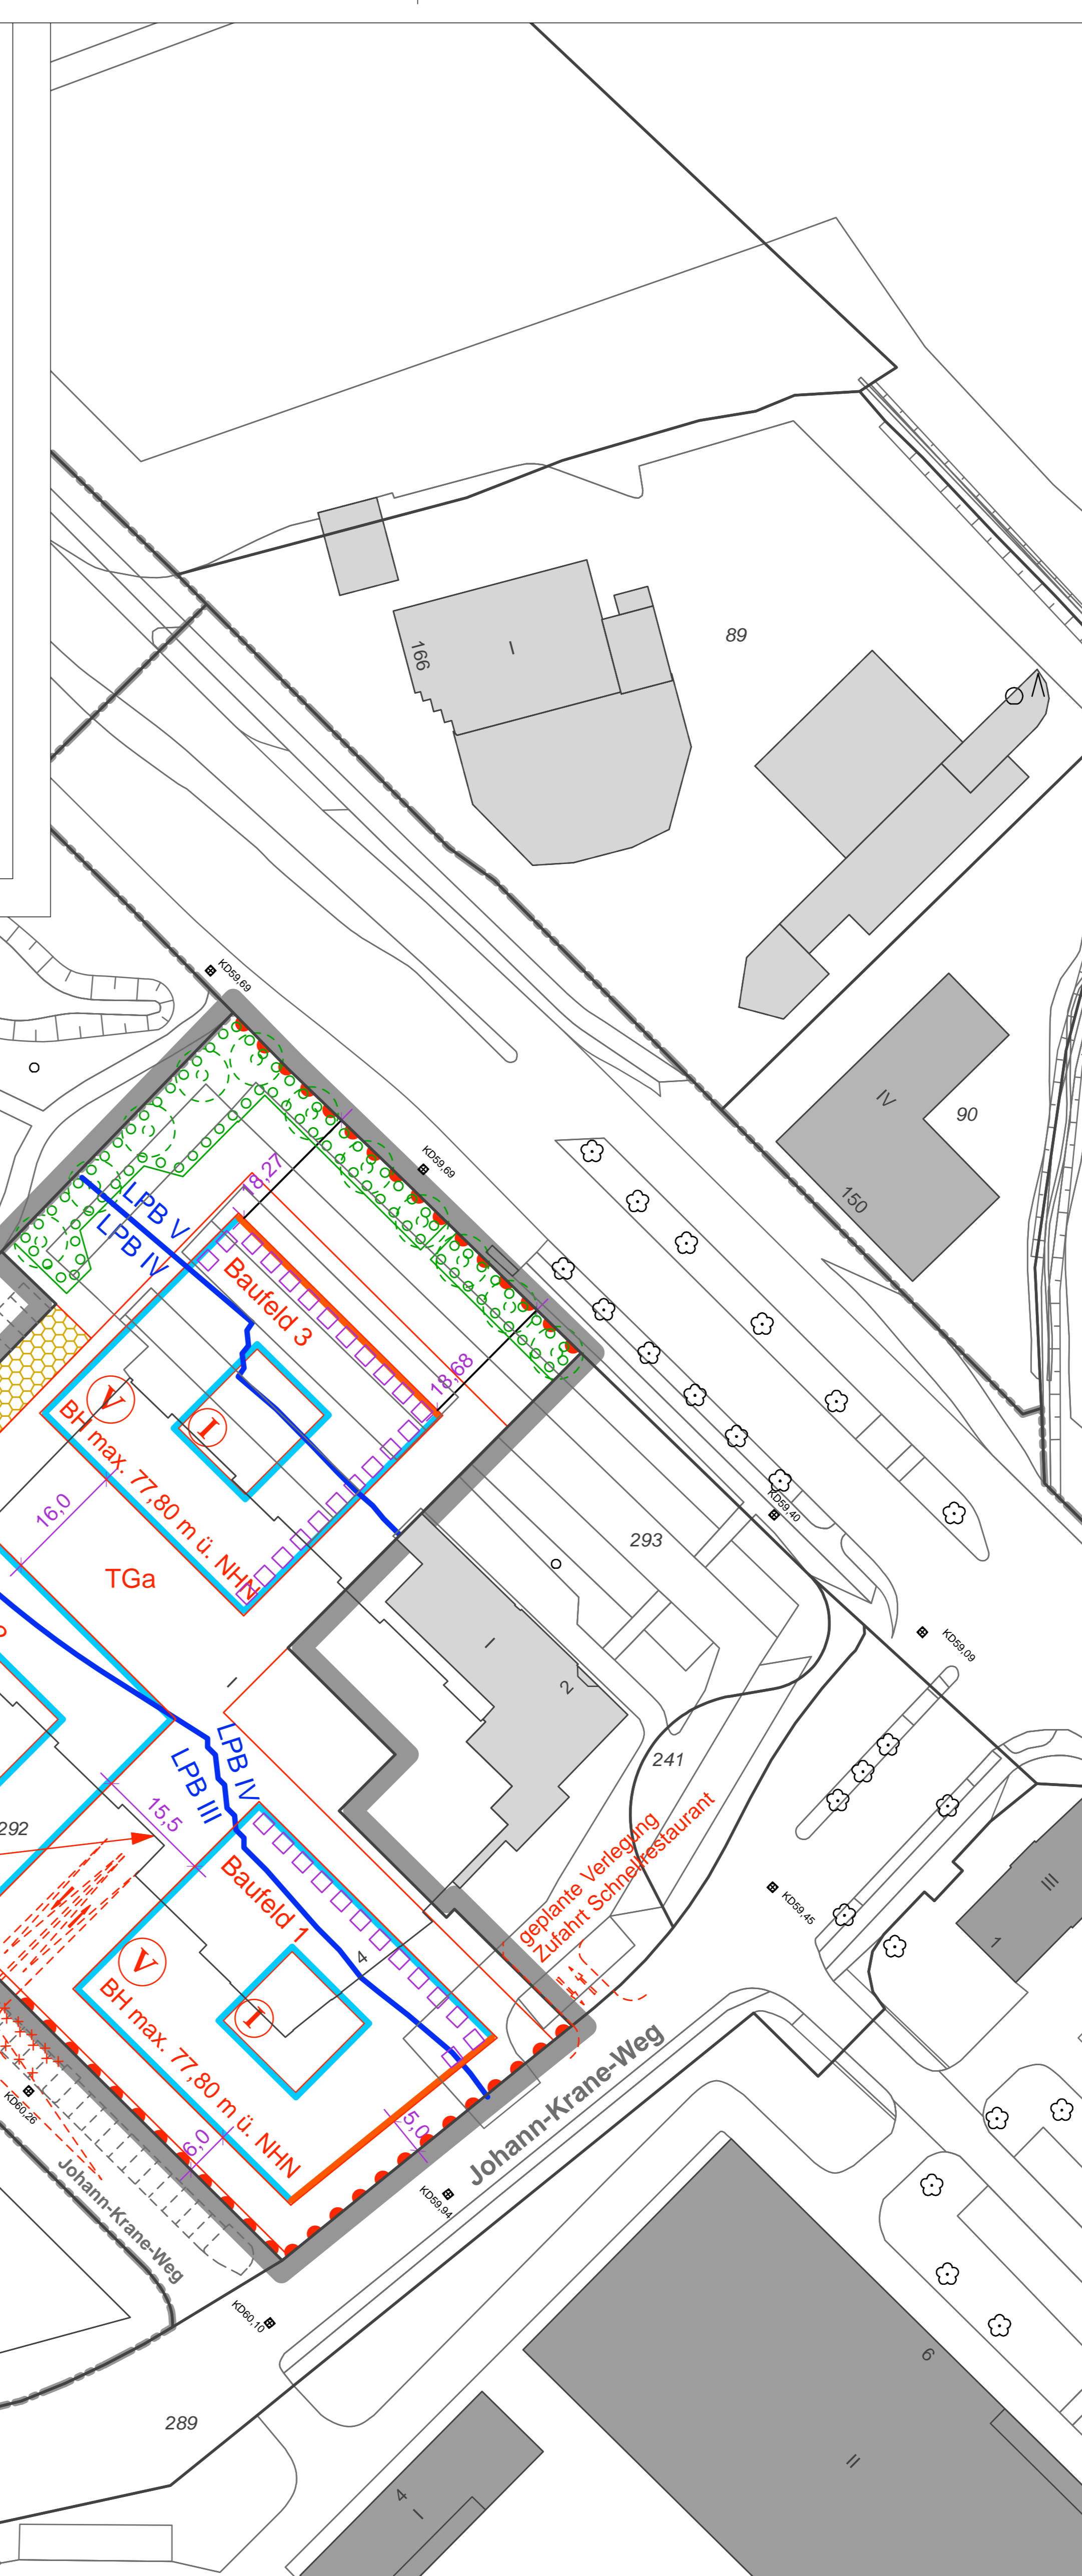 166
I
89
KD59,69
IV
90
150
KD59,69
18,27
LPB V
LPB IV
Baufeld 3
18,68
V
I
BH max. 77,80 m ü. NHN
16,0
TGa
KD59,40
293
KD59,09
I
2
2
I
241
LPB IV
LPB III
15,5
292
Baufeld 1
geplante Verlegung
Zufahrt Schnellrestaurant
III
1
KD59,45
4
V
I
BH max. 77,80 m ü. NHN
KD60,26
6,0
5,0
Johann-Krane-Weg
Johann-Krane-Weg
KD59,94
KD60,10
289
6
II
4
I